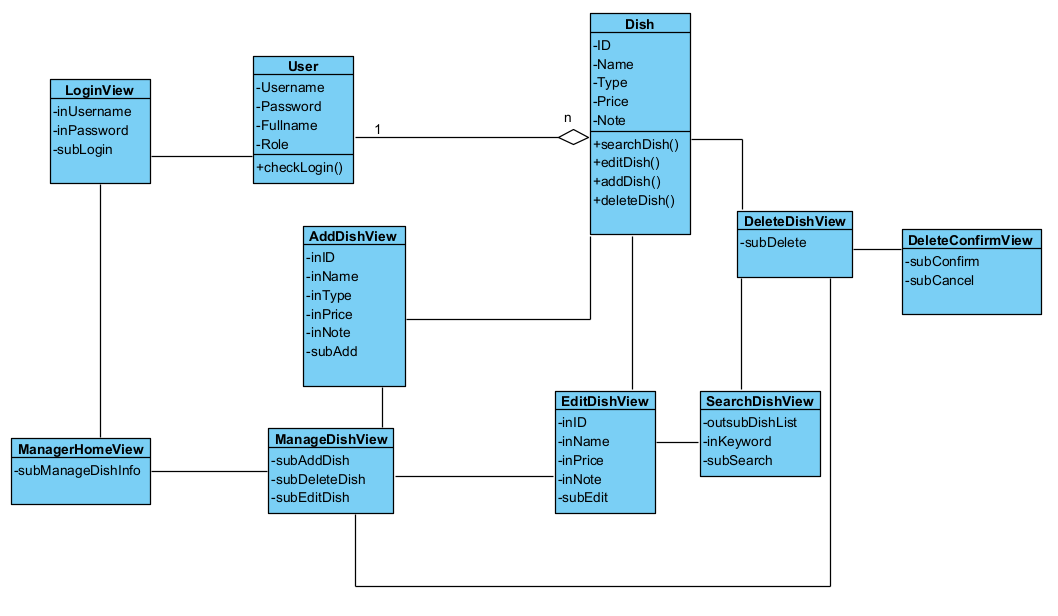 Dish
-ID
-Name
-Type
-Price
-Note
+searchDish()
+editDish()
+addDish()
+deleteDish()
User
-Username
-Password
-Fullname
-Role
+checkLogin()
1
n
LoginView
-inUsername
-inPassword
-subLogin
AddDishView
-inID
-inName
-inType
-inPrice
-inNote
-subAdd
DeleteDishView
-subDelete
DeleteConfirmView
-subConfirm
-subCancel
ManagerHomeView
-subManageDishInfo
ManageDishView
-subAddDish
-subDeleteDish
-subEditDish
EditDishView
-inID
-inName
-inPrice
-inNote
-subEdit
SearchDishView
-outsubDishList
-inKeyword
-subSearch